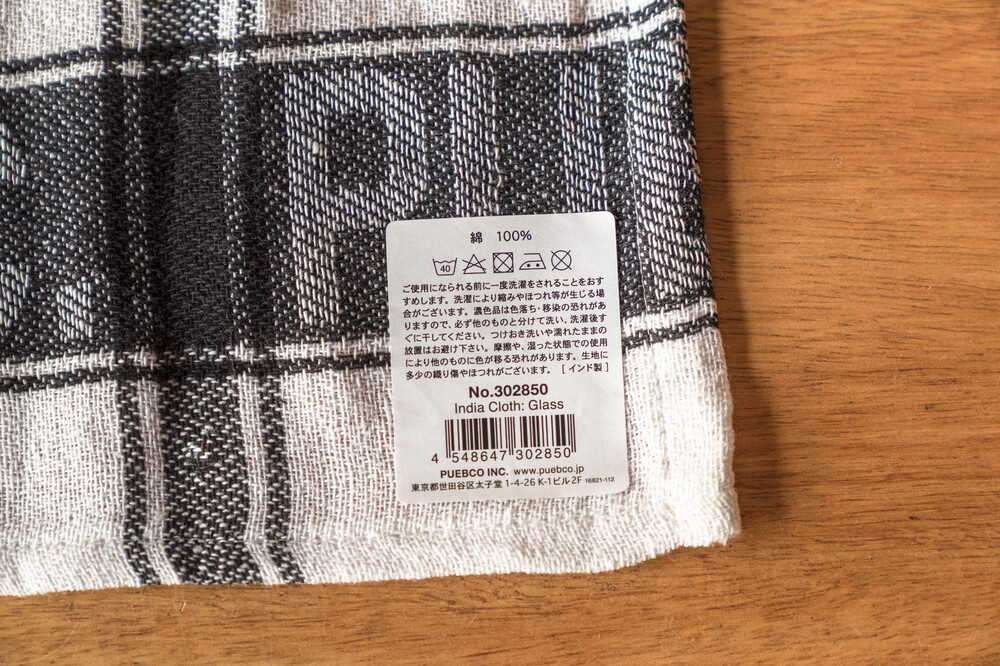 綿 100%
40
ご使用になられる前に一度洗濯をされることをおす
すめします。洗濯により縮みやほつれ等が生じる場
合がございます。濃色品は色落ち・移染の恐れがあ
りますので、必ず他のものと分けて洗い、洗濯後す
ぐに干してください。つけおき洗いや濡れたままの
放置はお避け下さい。摩擦や、湿った状態での使用
により他のものに色が移る恐れがあります。生地に
多少の織り傷やほつれがございます。 [ インド製 ]
No.302850
India Cloth: Glass
4 548647 302850
PUEBCO INC. www.puebco.jp
東京都世田谷区太子堂 1-4-26 K-1ビル2F 16821-112